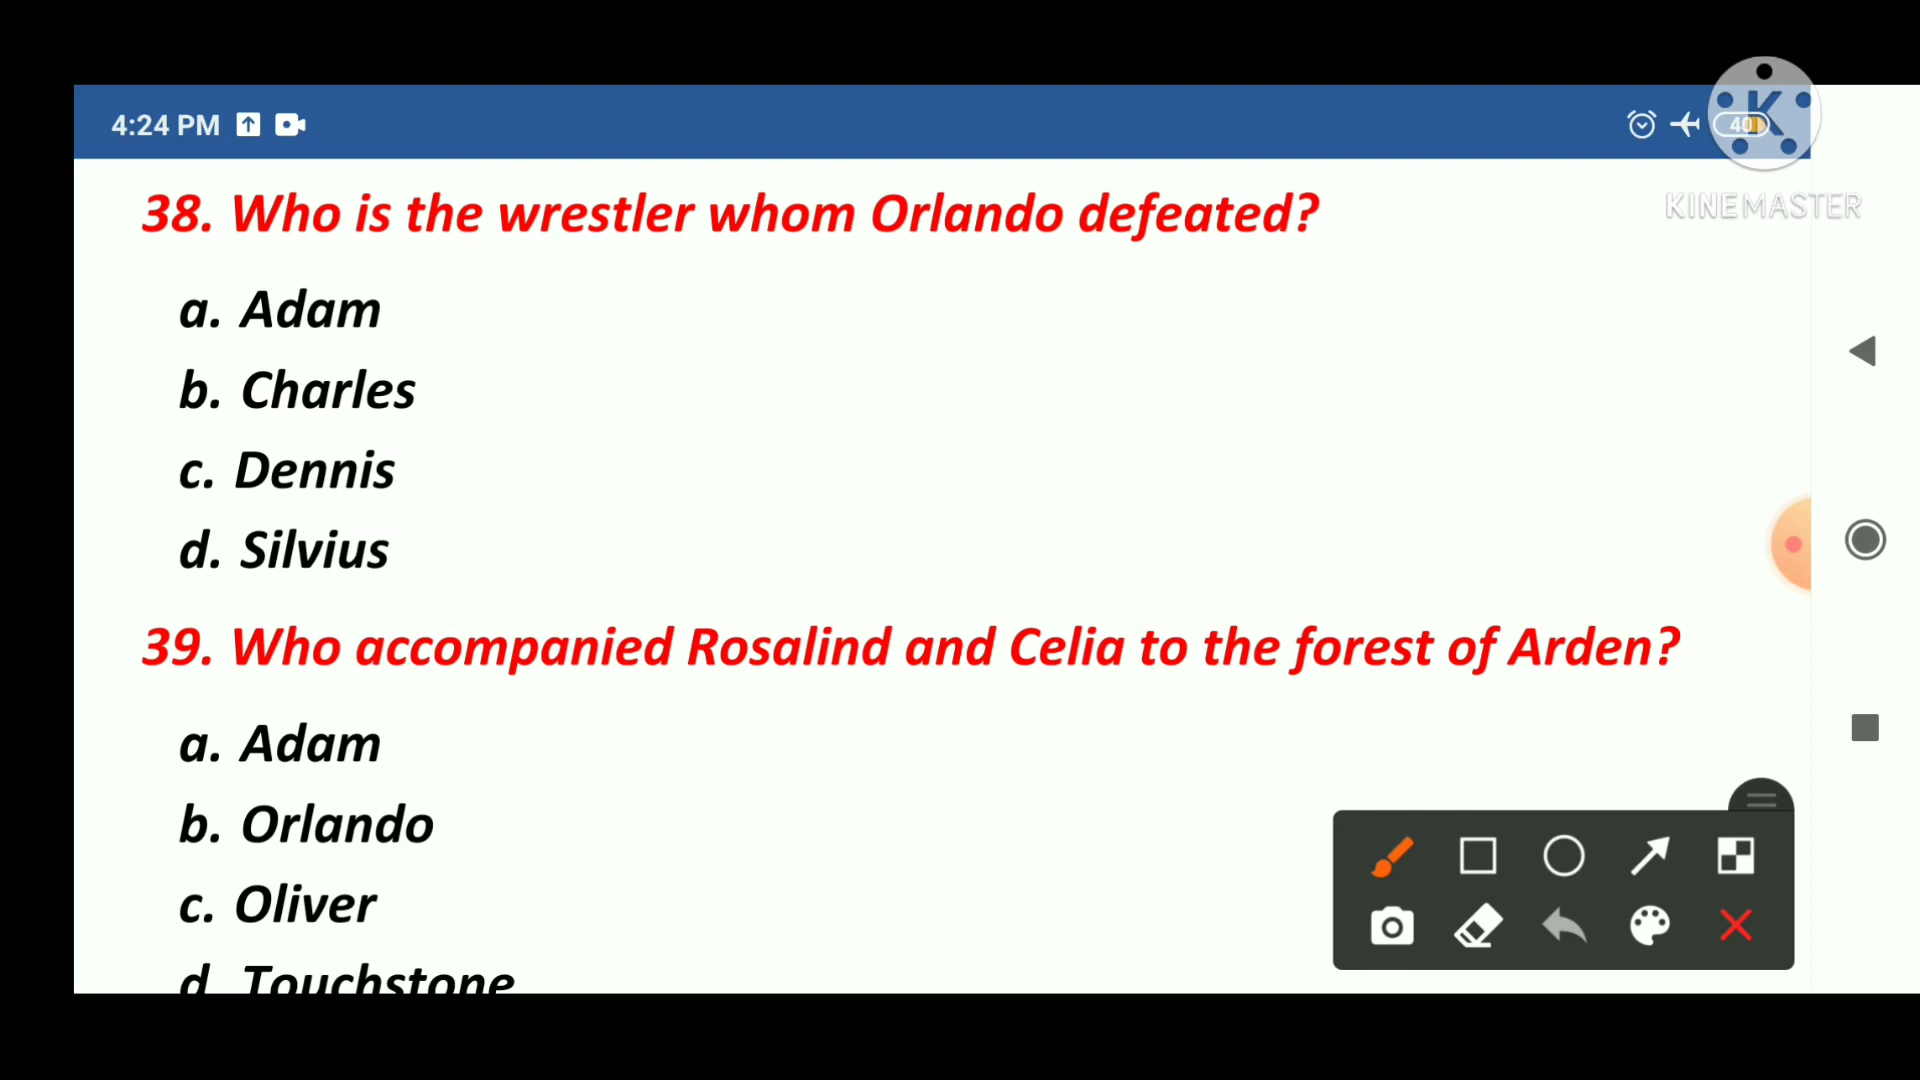 4:24 PM
40
K
KINEMASTER
38. Who is the wrestler whom Orlando defeated?
a. Adam
b. Charles
c. Dennis
d. Silvius
39. Who accompanied Rosalind and Celia to the forest of Arden?
a. Adam
b. Orlando
c. Oliver
d. Touchstone